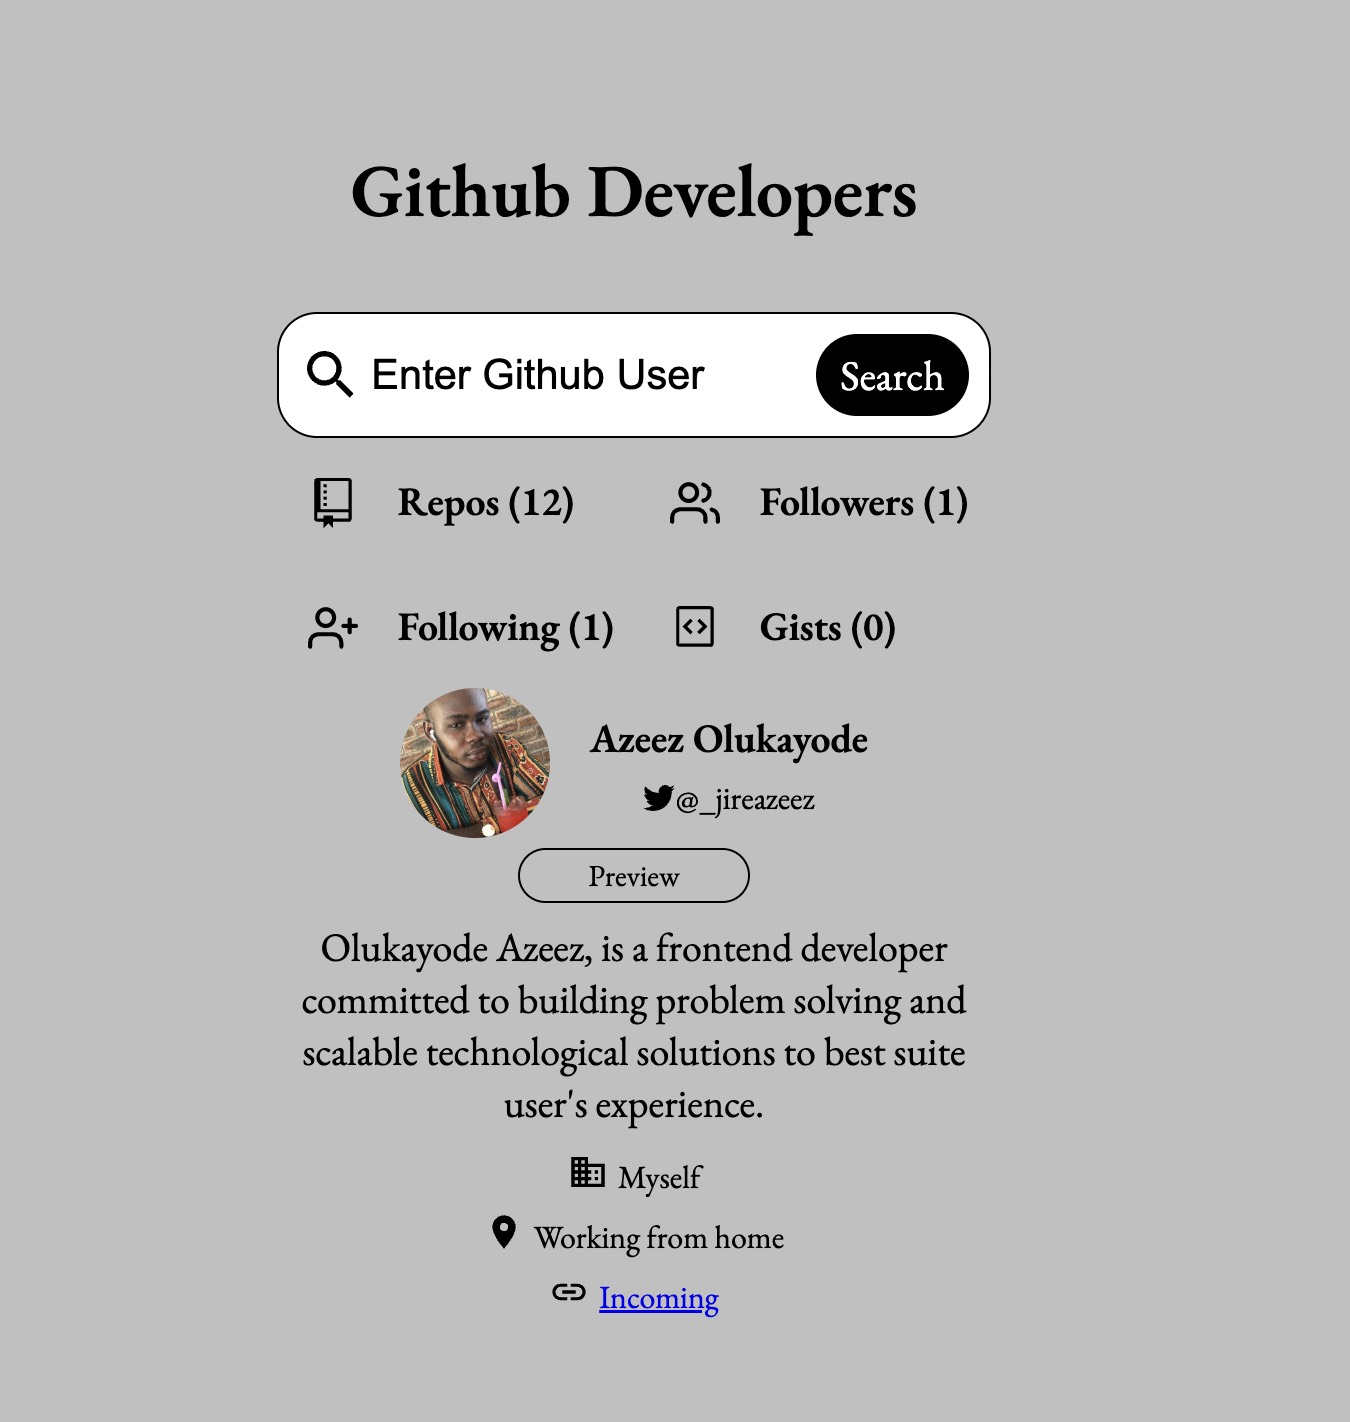 Github Developers
Enter Github User
Search
Repos (12)
Followers (1)
Following (1)
Gists (0)
Azeez Olukayode
@_jireazeez
Preview
Olukayode Azeez, is a frontend developer
committed to building problem solving and
scalable technological solutions to best suite
user's experience.
Myself
Working from home
Incoming